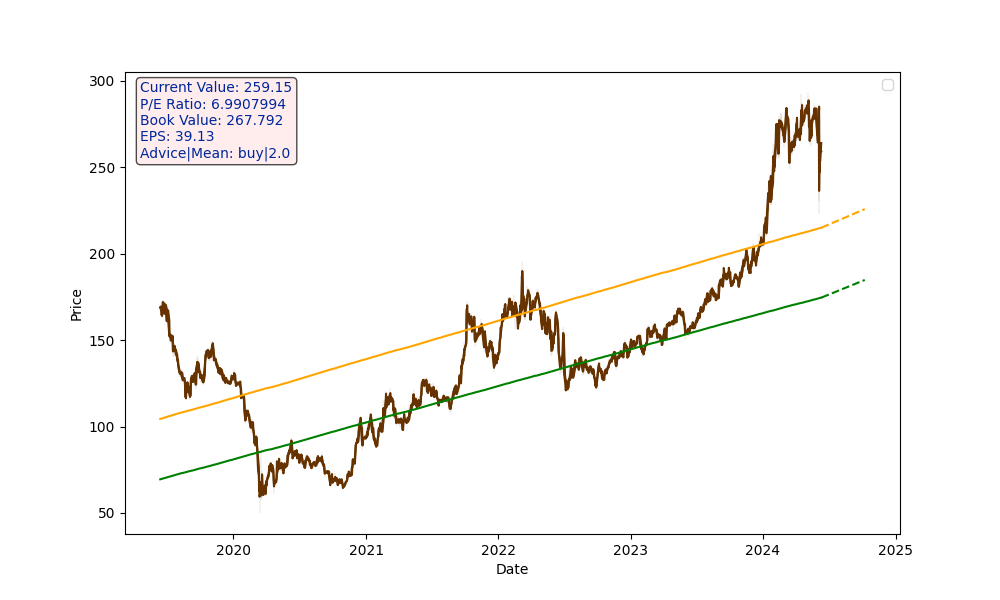 300
250
200
150
100
50
Price
Current Value: 259.15
P/E Ratio: 6.9907994
Book Value: 267.792
EPS: 39.13
Advice|Mean: buy|2.0
2020
2021
2022
2023
2024
2025
Date